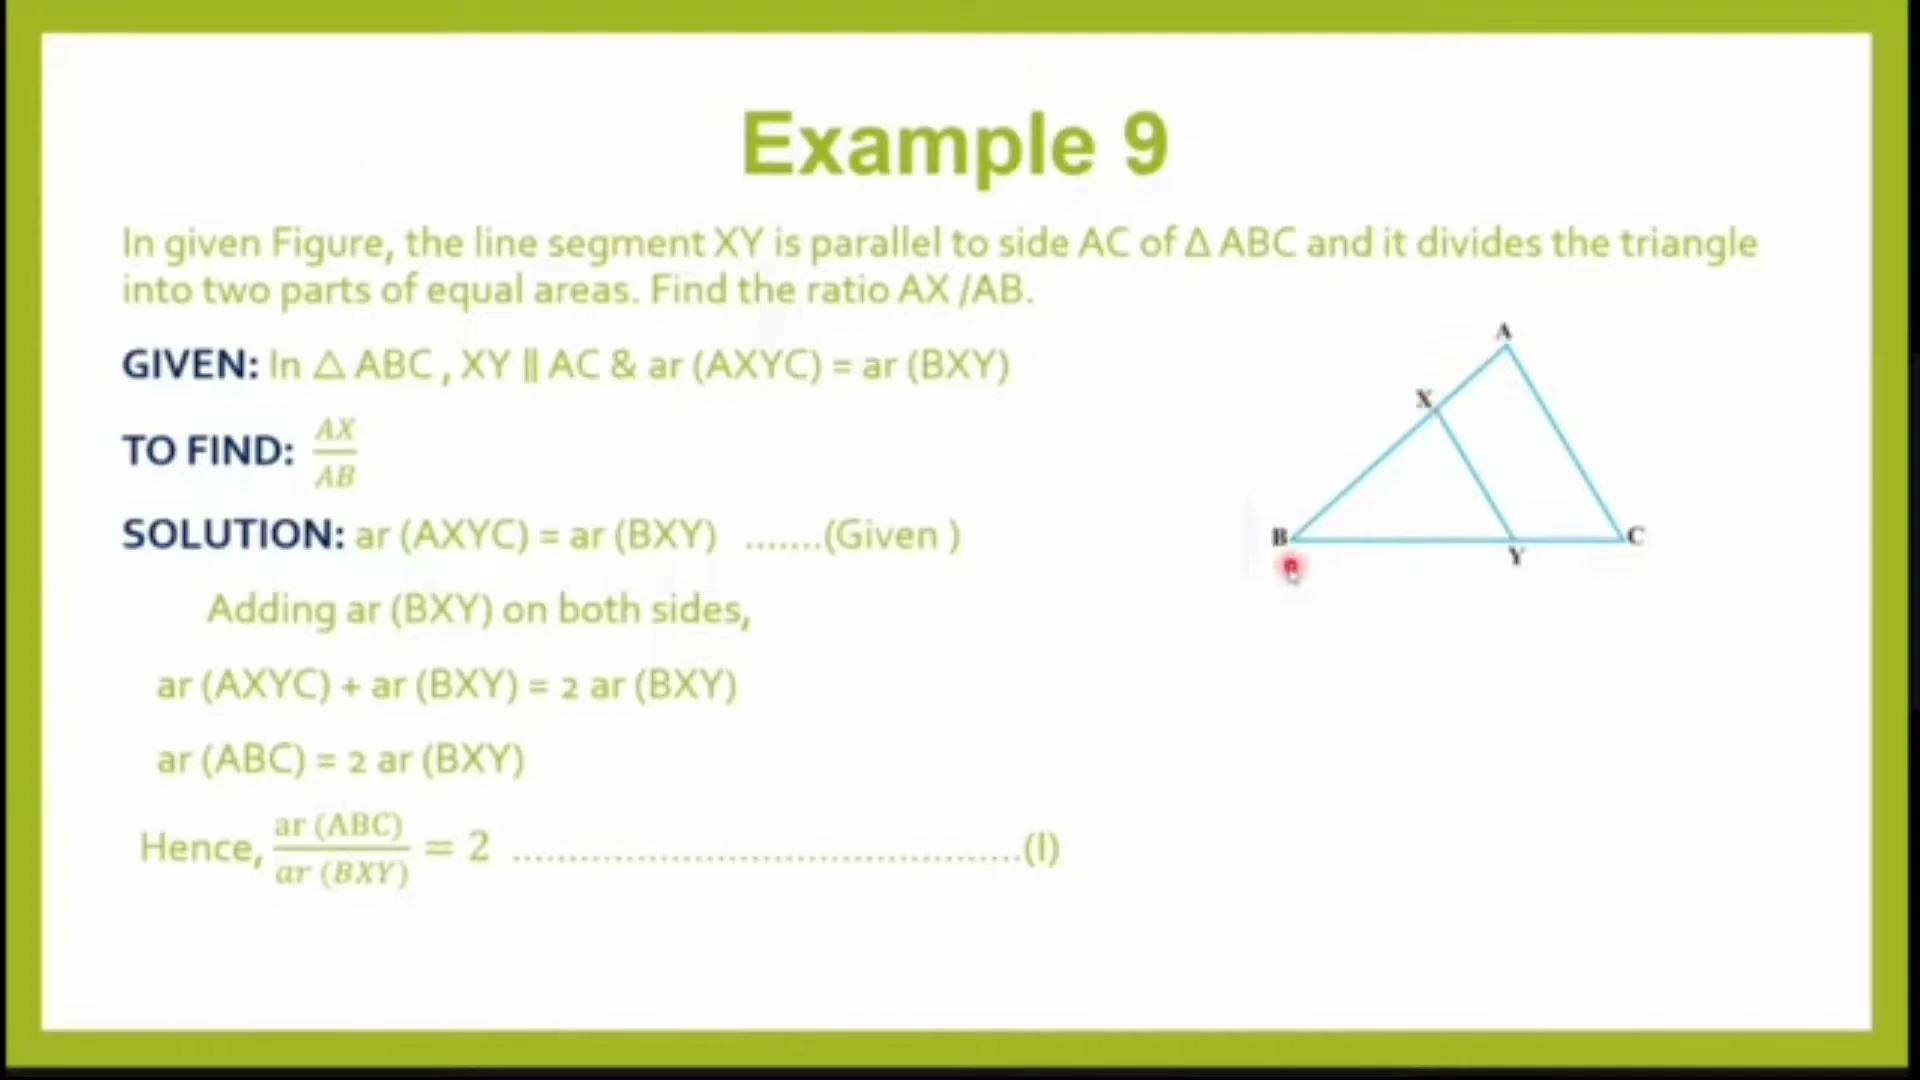 Example 9
In given Figure, the line segment XY is parallel to side AC of Δ ABC and it divides the triangle
into two parts of equal areas. Find the ratio AX /AB.
GIVEN: In △ ABC , XY ∥ AC & ar (AXYC) = ar (BXY)
TO FIND: AX/AB
SOLUTION: ar (AXYC) = ar (BXY) .......(Given )
Adding ar (BXY) on both sides,
ar (AXYC) + ar (BXY) = 2 ar (BXY)
ar (ABC) = 2 ar (BXY)
Hence, ar (ABC)/ar (BXY) = 2 ..........................................(I)
A
X
B
Y
C